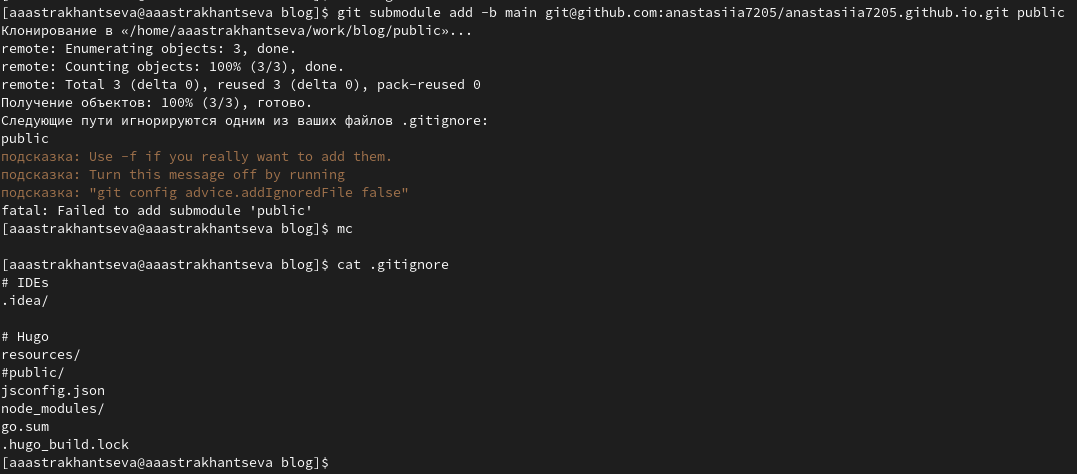 [aaastrakhantseva@aaastrakhantseva blog]$ git submodule add -b main git@github.com:anastasiia7205/anastasiia7205.github.io.git public
Клонирование в «/home/aaastrakhantseva/work/blog/public»...
remote: Enumerating objects: 3, done.
remote: Counting objects: 100% (3/3), done.
remote: Total 3 (delta 0), reused 3 (delta 0), pack-reused 0
Получение объектов: 100% (3/3), готово.
Следующие пути игнорируются одним из ваших файлов .gitignore:
public
подсказка: Use -f if you really want to add them.
подсказка: Turn this message off by running
подсказка: "git config advice.addIgnoredFile false"
fatal: Failed to add submodule 'public'
[aaastrakhantseva@aaastrakhantseva blog]$ mc
[aaastrakhantseva@aaastrakhantseva blog]$ cat .gitignore
# IDEs
.idea/
# Hugo
resources/
#public/
jsconfig.json
node_modules/
go.sum
.hugo_build.lock
[aaastrakhantseva@aaastrakhantseva blog]$